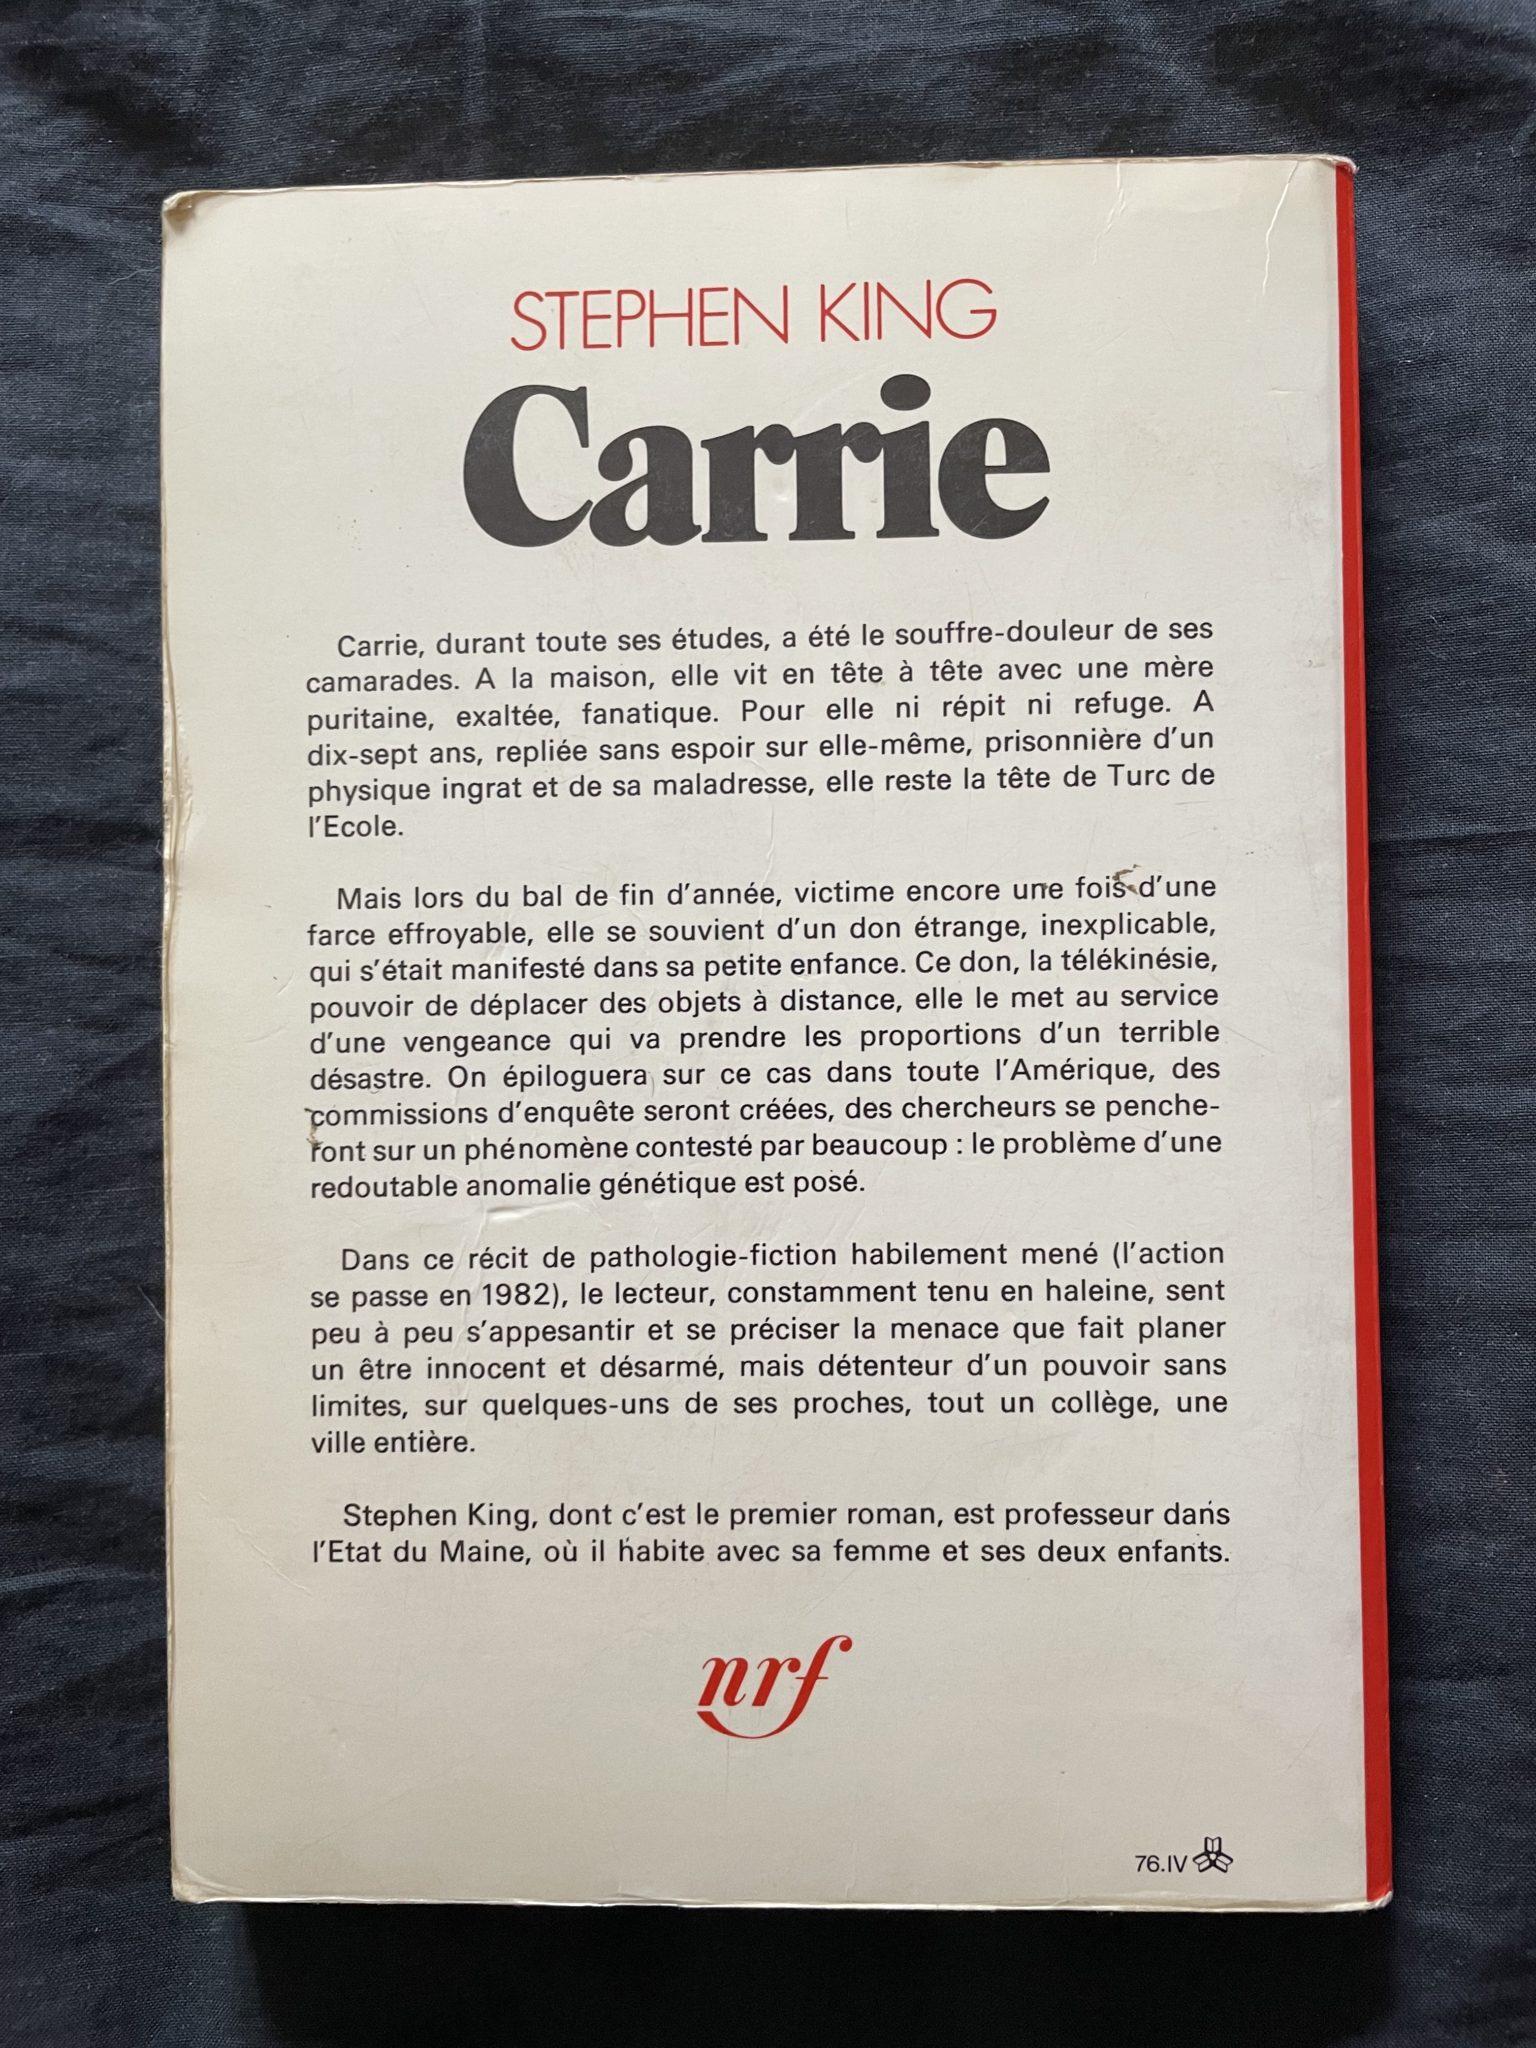 STEPHEN KING
Carrie
Carrie, durant toute ses études, a été le souffre-douleur de ses
camarades. A la maison, elle vit en tête à tête avec une mère
puritaine, exaltée, fanatique. Pour elle ni répit ni refuge. A
dix-sept ans, repliée sans espoir sur elle-même, prisonnière d'un
physique ingrat et de sa maladresse, elle reste la tête de Turc de
l'Ecole.
Mais lors du bal de fin d'année, victime encore une fois d'une
farce effroyable, elle se souvient d'un don étrange, inexplicable,
qui s'était manifesté dans sa petite enfance. Ce don, la télékinésie,
pouvoir de déplacer des objets à distance, elle le met au service
d'une vengeance qui va prendre les proportions d'un terrible
désastre. On épiloguera sur ce cas dans toute l'Amérique, des
commissions d'enquête seront créées, des chercheurs se penche-
ront sur un phénomène contesté par beaucoup : le problème d'une
redoutable anomalie génétique est posé.
Dans ce récit de pathologie-fiction habilement mené (l'action
se passe en 1982), le lecteur, constamment tenu en haleine, sent
peu à peu s'appesantir et se préciser la menace que fait planer
un être innocent et désarmé, mais détenteur d'un pouvoir sans
limites, sur quelques-uns de ses proches, tout un collège, une
ville entière.
Stephen King, dont c'est le premier roman, est professeur dans
l'Etat du Maine, où il habite avec sa femme et ses deux enfants.
nrf
76.IV